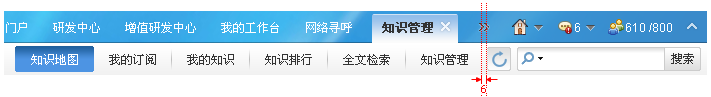 门户 研发中心 增值研发中心 我的工作台 网络寻呼 知识管理 6 610 /800
知识地图 我的订阅 我的知识 知识排行 全文检索 知识管理 搜索
6